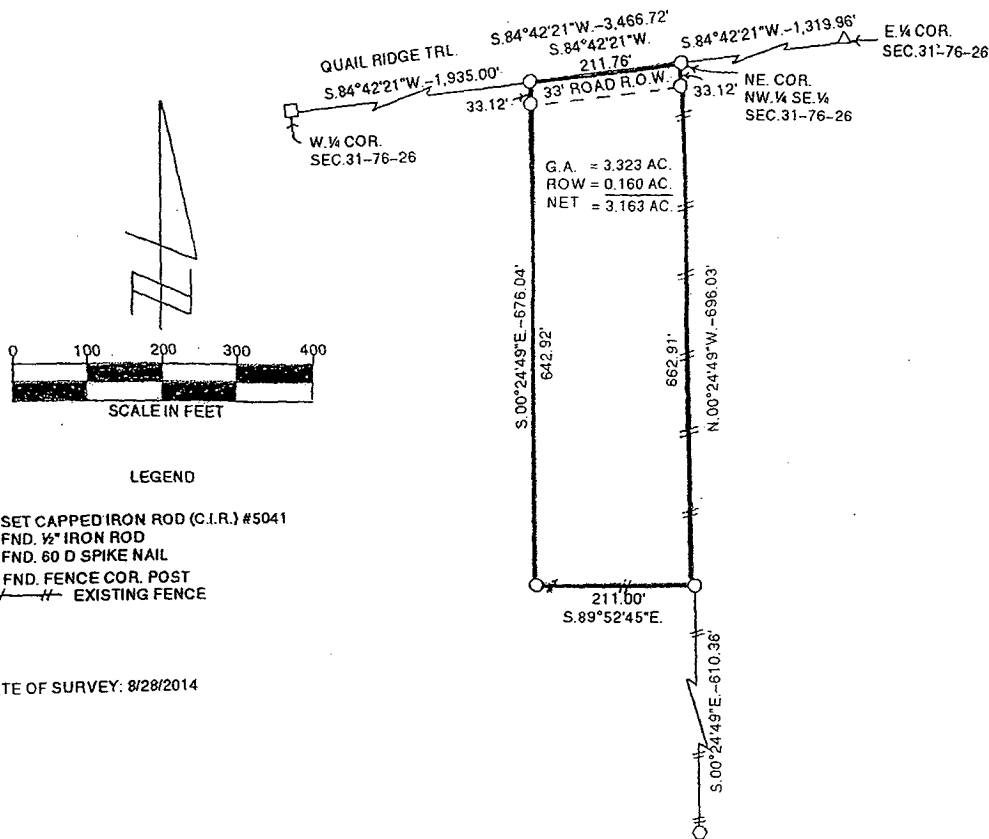 S.84°42'21"W.-3,466.72'
S.84°42'21"W.
211.76'
S.84°42'21"W.-1,319.96'
E.¼ COR.
SEC.31-76-26
QUAIL RIDGE TRL.
S.84°42'21"W.-1,935.00'
33' ROAD R.O.W.
33.12'
33.12'
NE. COR.
NW.¼ SE.¼
SEC.31-76-26
W.¼ COR.
SEC.31-76-26
G.A. = 3.323 AC.
ROW = 0.160 AC.
NET = 3.163 AC.
S.00°24'49"E.-676.04'
642.92'
662.91'
N.00°24'49"W.-696.03'
0 100 200 300 400
SCALE IN FEET
LEGEND
SET CAPPED IRON ROD (C.I.R.) #5041
FND. ½" IRON ROD
FND. 60 D SPIKE NAIL
FND. FENCE COR. POST
EXISTING FENCE
211.00'
S.89°52'45"E.
S.00°24'49"E.-610.36'
TE OF SURVEY: 8/28/2014